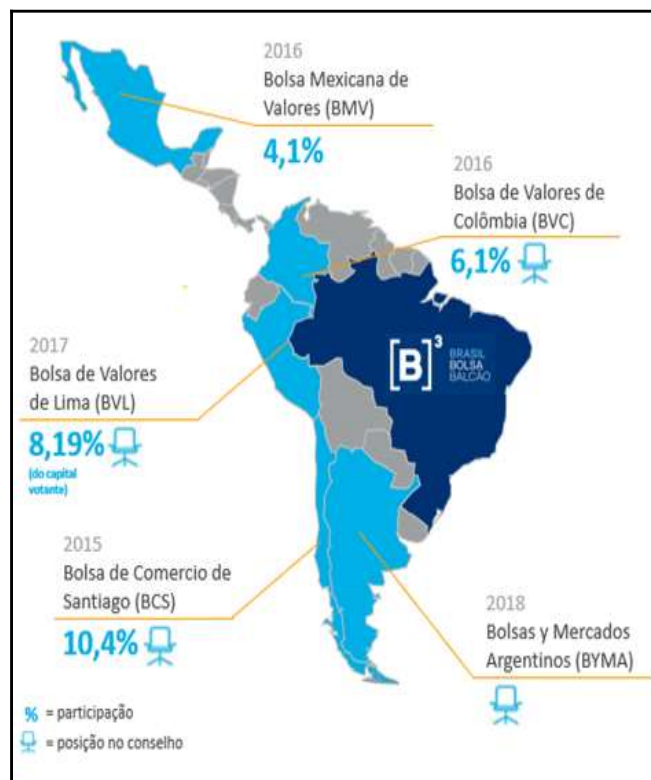 2016
Bolsa Mexicana de
Valores (BMV)
4,1%
2016
Bolsa de Valores de
Colômbia (BVC)
6,1%
[B]³
BRASIL
BOLSA
BALCÃO
2017
Bolsa de Valores
de Lima (BVL)
8,19%
(do capital
votante)
2015
Bolsa de Comercio de
Santiago (BCS)
10,4%
2018
Bolsas y Mercados
Argentinos (BYMA)
% = participação
= posição no conselho